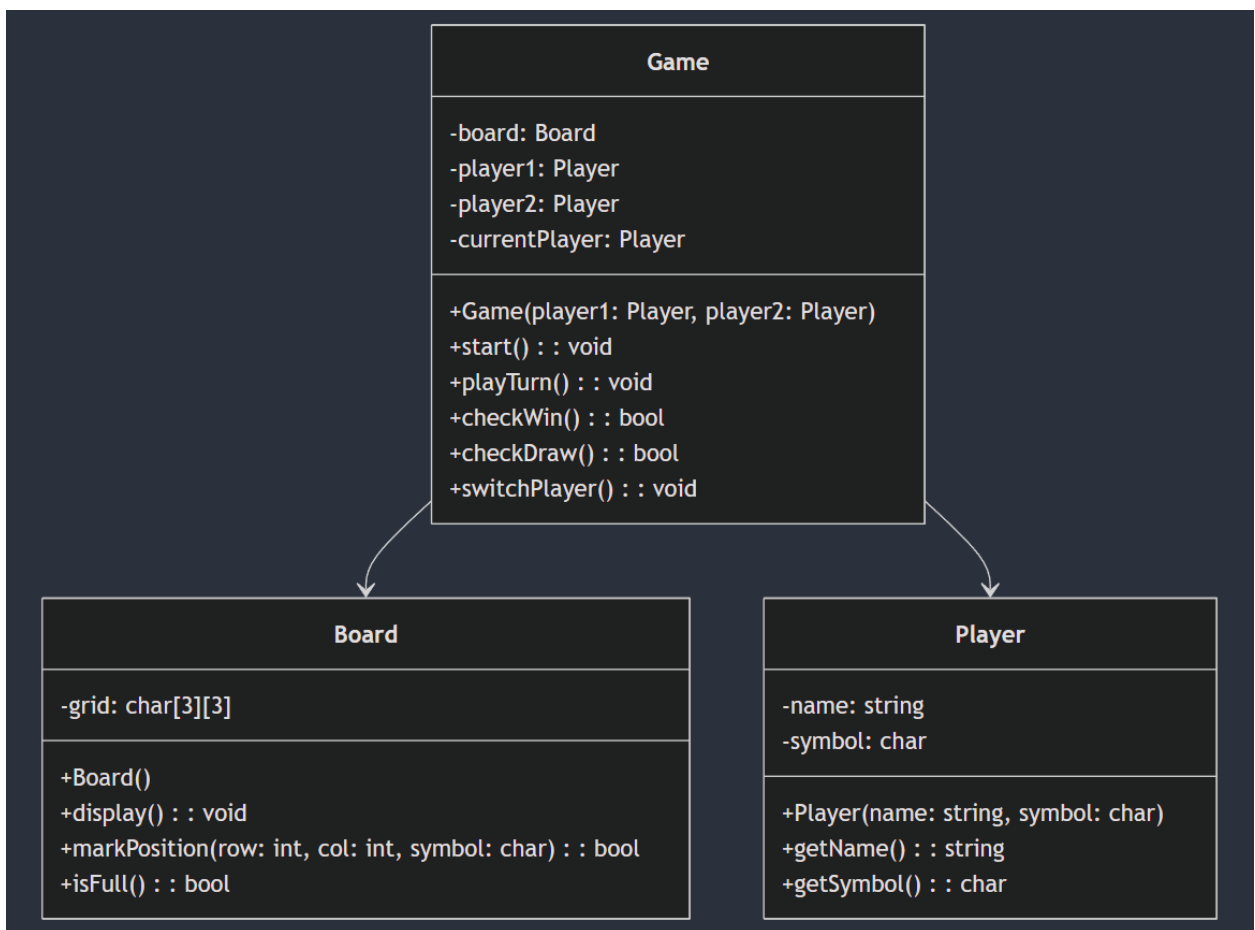 Game
-board: Board
-player1: Player
-player2: Player
-currentPlayer: Player
+Game(player1: Player, player2: Player)
+start() : : void
+playTurn() : : void
+checkWin() : : bool
+checkDraw() : : bool
+switchPlayer() : : void
Board
-grid: char[3][3]
+Board()
+display() : : void
+markPosition(row: int, col: int, symbol: char) : : bool
+isFull() : : bool
Player
-name: string
-symbol: char
+Player(name: string, symbol: char)
+getName() : : string
+getSymbol() : : char